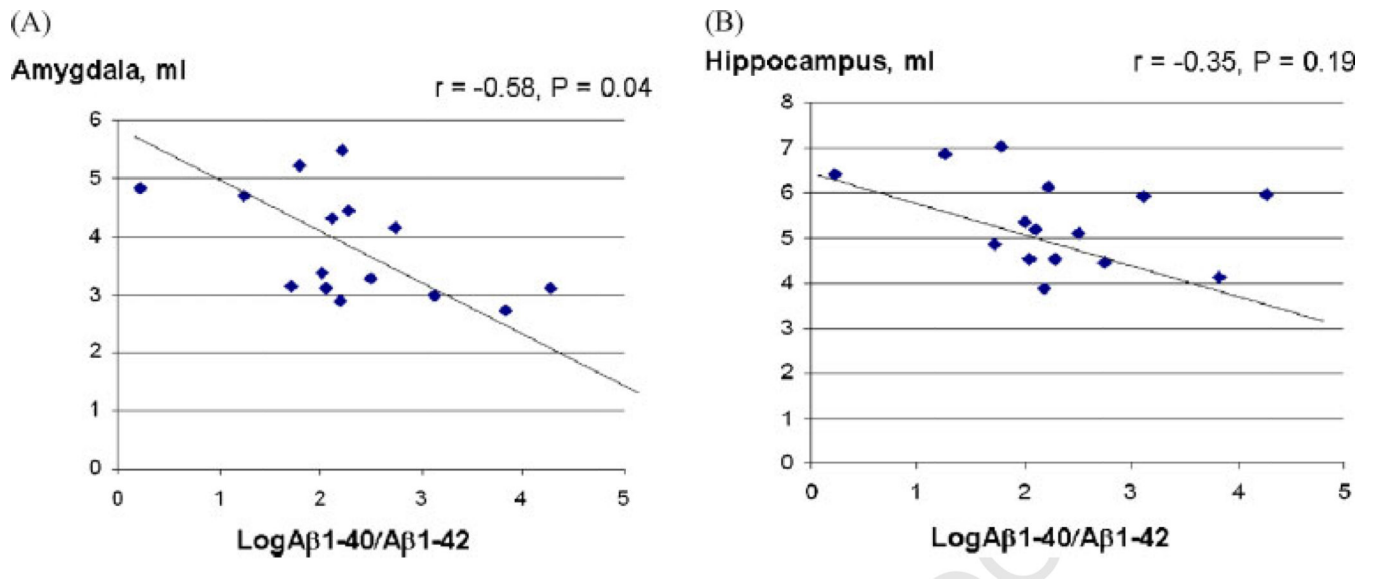 (A)
Amygdala, ml
r = -0.58, P = 0.04
6
5
4
3
2
1
0
0 1 2 3 4 5
LogAβ1-40/Aβ1-42
(B)
Hippocampus, ml
r = -0.35, P = 0.19
8
7
6
5
4
3
2
1
0
0 1 2 3 4 5
LogAβ1-40/Aβ1-42